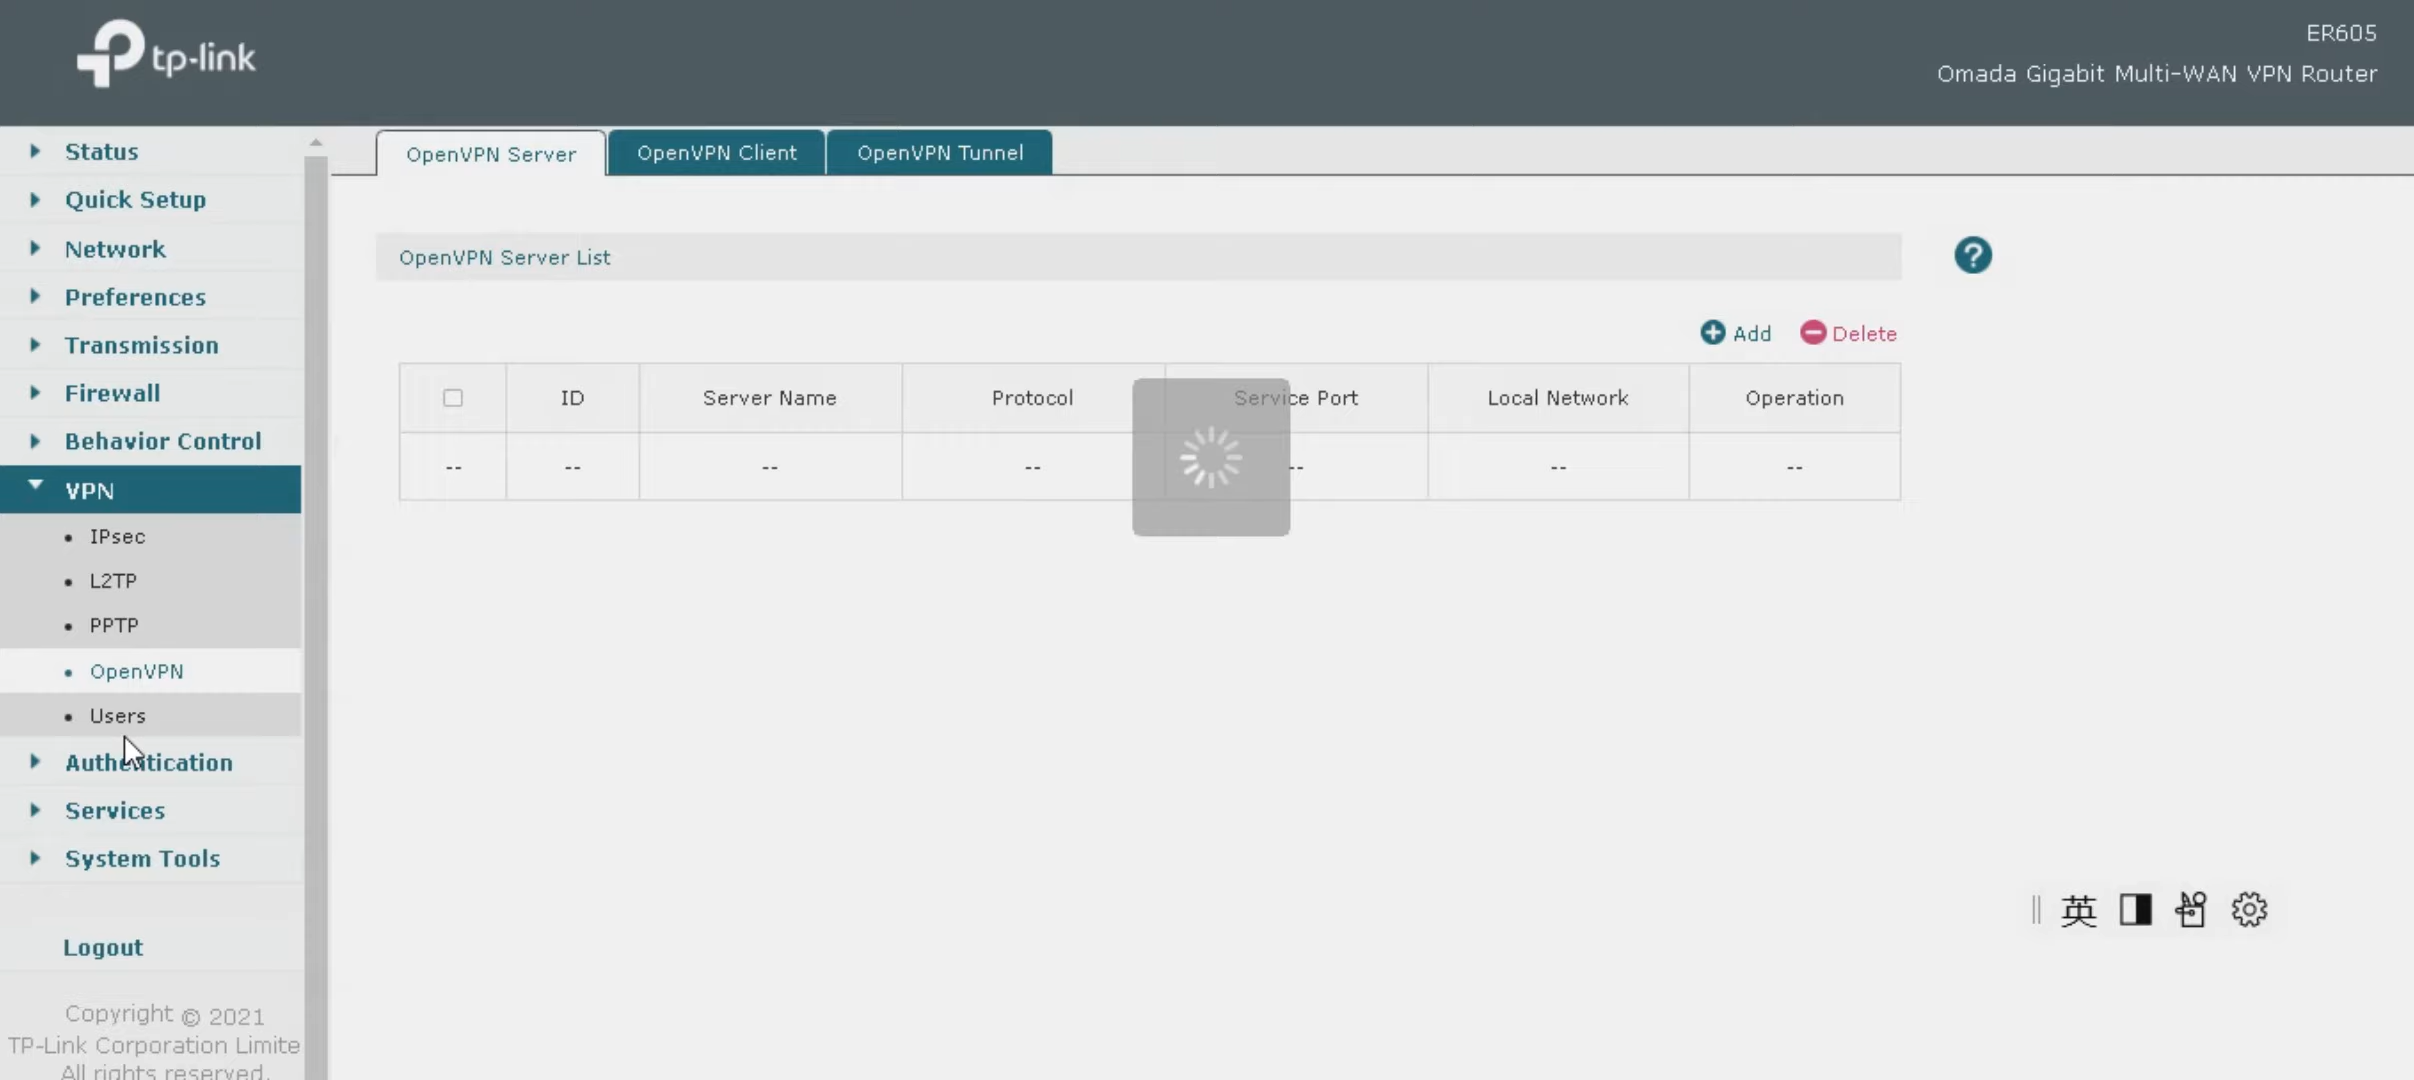 tp-link
ER605
Omada Gigabit Multi-WAN VPN Router
Status
Quick Setup
Network
Preferences
Transmission
Firewall
Behavior Control
VPN
IPsec
L2TP
PPTP
OpenVPN
Users
Authentication
Services
System Tools
Logout
Copyright © 2021
TP-Link Corporation Limite
All rights reserved.
OpenVPN Server OpenVPN Client OpenVPN Tunnel
OpenVPN Server List
?
Add Delete
ID Server Name Protocol Service Port Local Network Operation
-- -- -- -- -- -- --
英